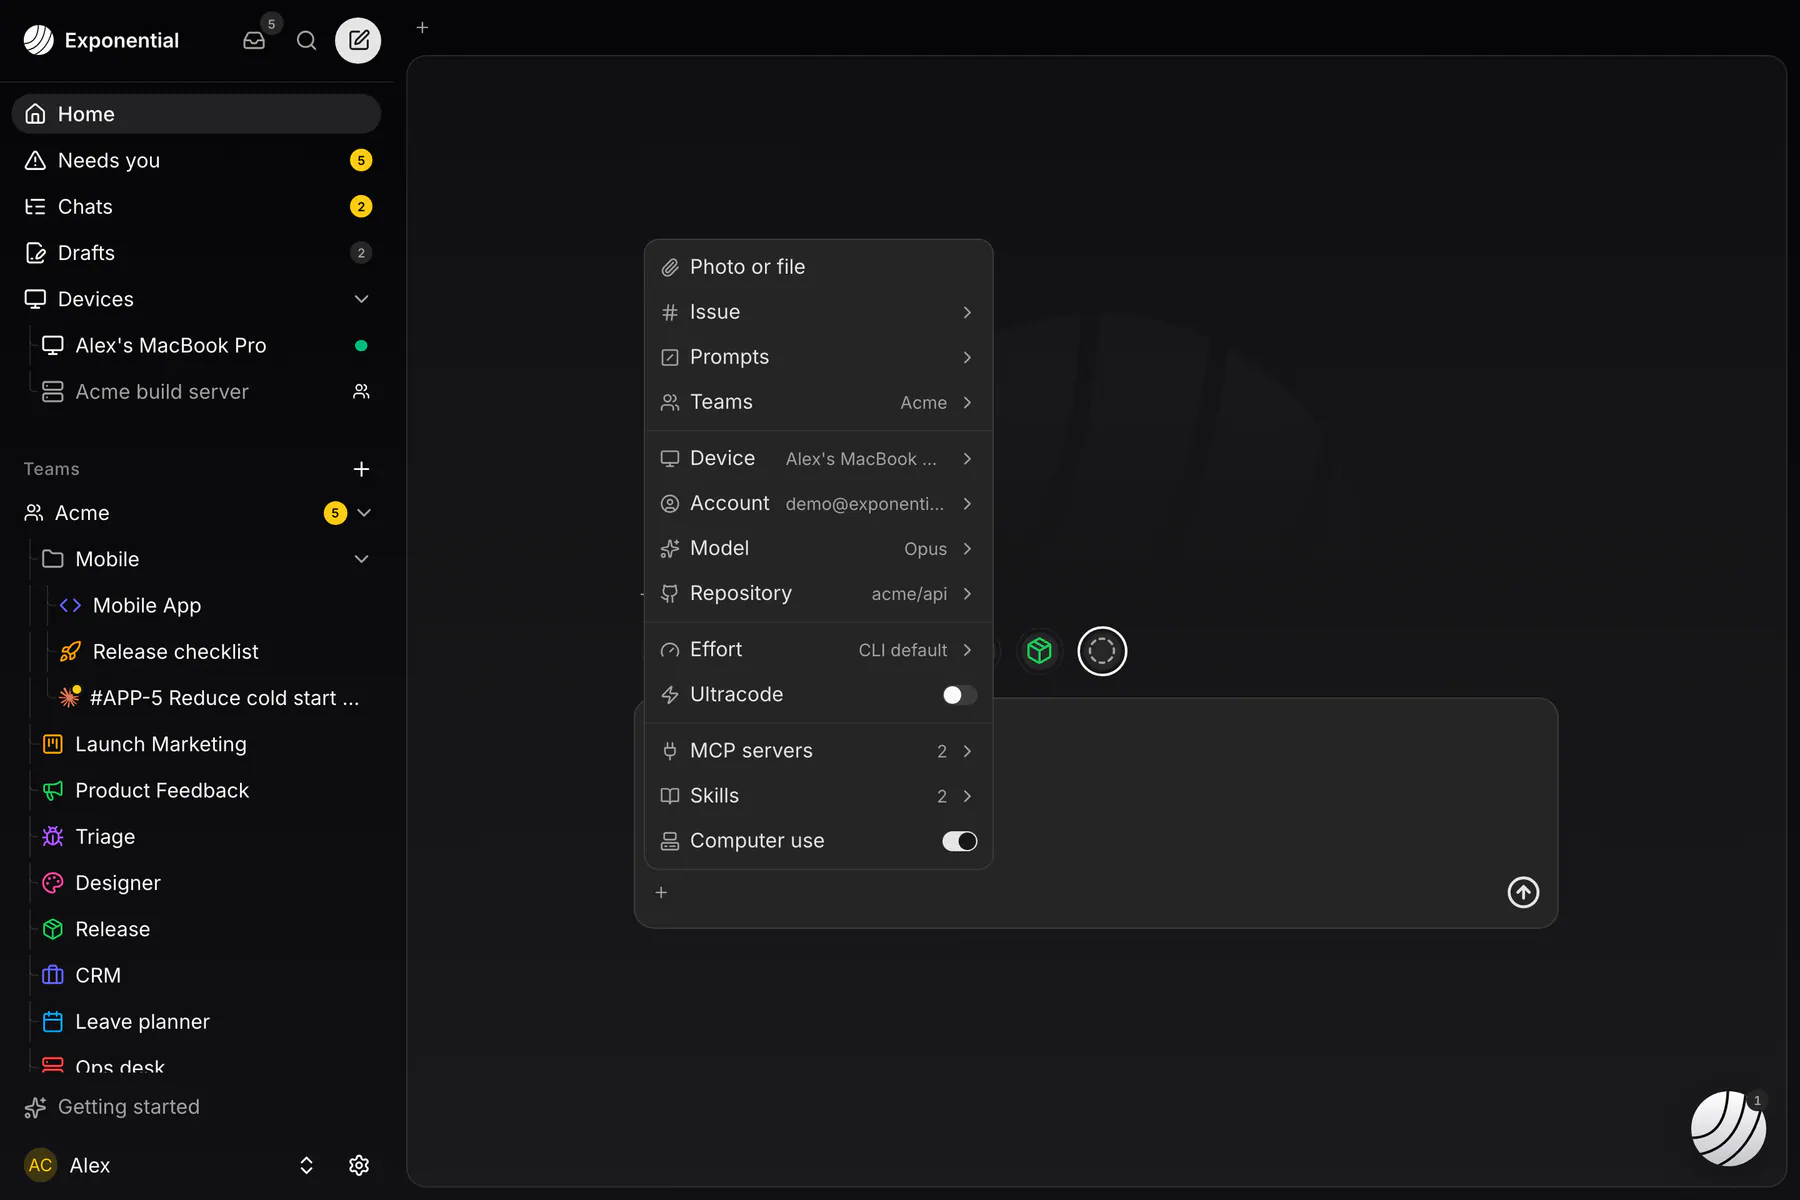 Exponential
5
Home
Needs you
5
Chats
2
Drafts
2
Devices
Alex's MacBook Pro
Acme build server
Teams
Acme
5
Mobile
Mobile App
Release checklist
#APP-5 Reduce cold start ...
Launch Marketing
Product Feedback
Triage
Designer
Release
CRM
Leave planner
Ops desk
Getting started
AC
Alex
Photo or file
Issue
Prompts
Teams Acme
Device Alex's MacBook ...
Account demo@exponenti...
Model Opus
Repository acme/api
Effort CLI default
Ultracode
MCP servers 2
Skills 2
Computer use
1